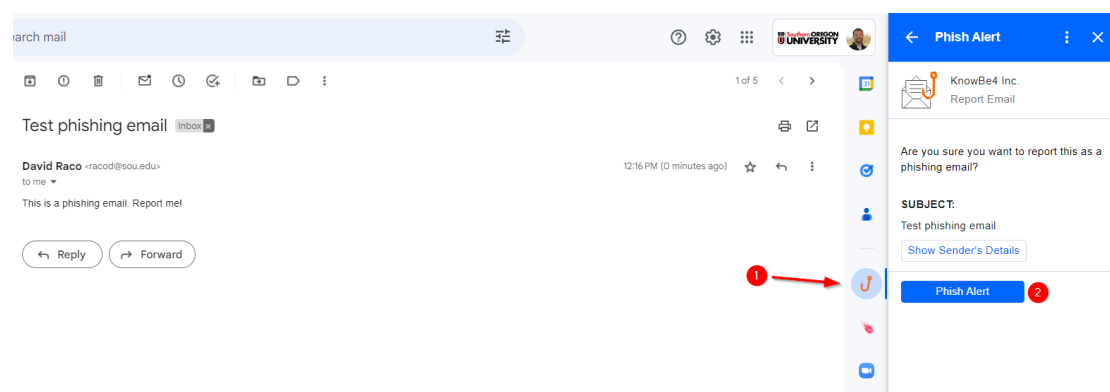 earch mail
Southern OREGON
UNIVERSITY
Phish Alert
1 of 5
31
KnowBe4 Inc.
Report Email
Test phishing email Inbox x
David Raco <racod@sou.edu>
12:16 PM (0 minutes ago)
to me
This is a phishing email. Report me!
Reply
Forward
Are you sure you want to report this as a
phishing email?
SUBJECT:
Test phishing email
Show Sender's Details
1
Phish Alert
2